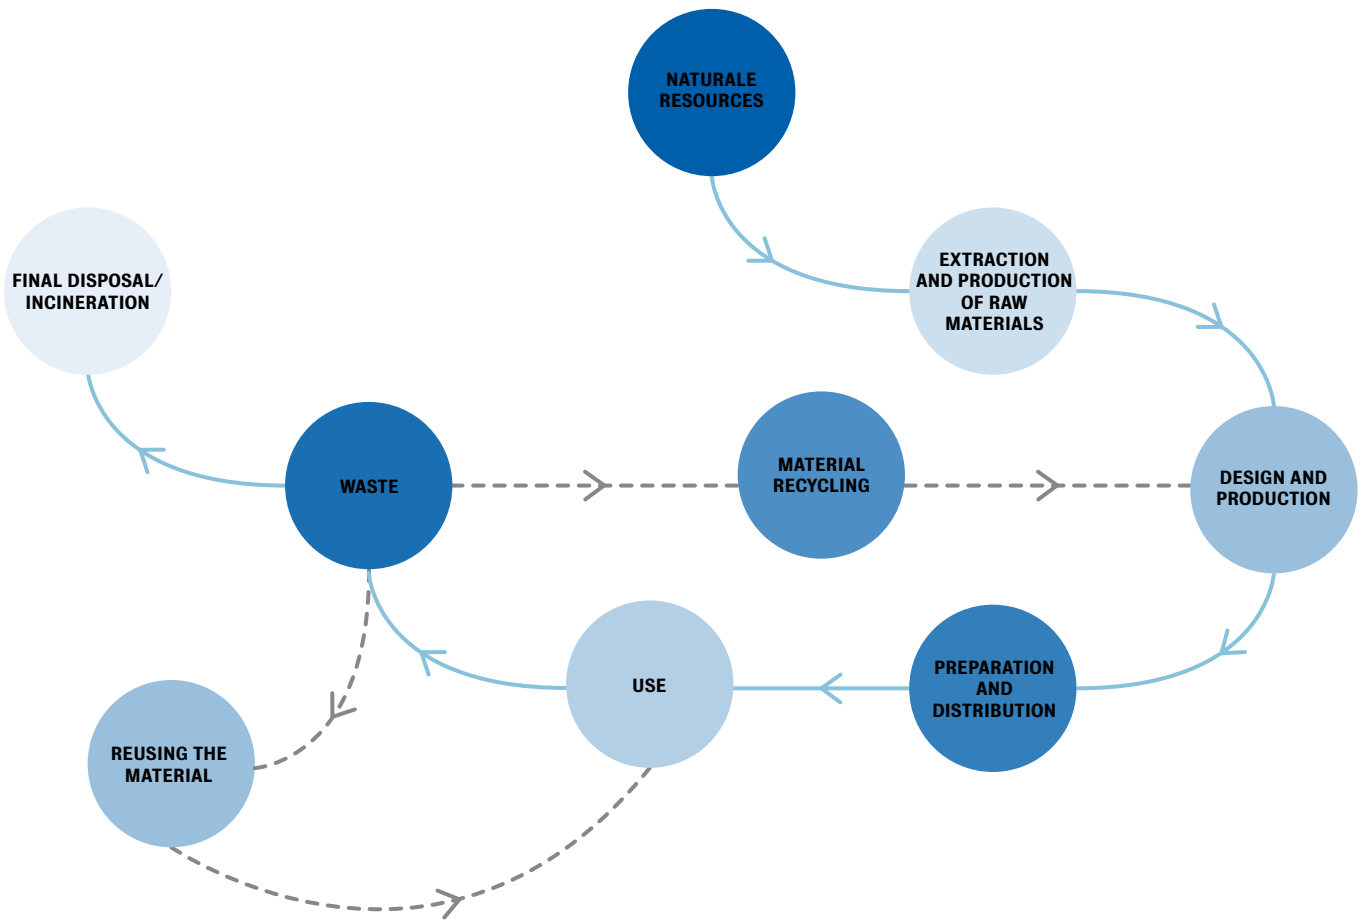 NATURALE
RESOURCES
EXTRACTION
AND PRODUCTION
OF RAW
MATERIALS
FINAL DISPOSAL/
INCINERATION
WASTE
MATERIAL
RECYCLING
DESIGN AND
PRODUCTION
USE
PREPARATION
AND
DISTRIBUTION
REUSING THE
MATERIAL